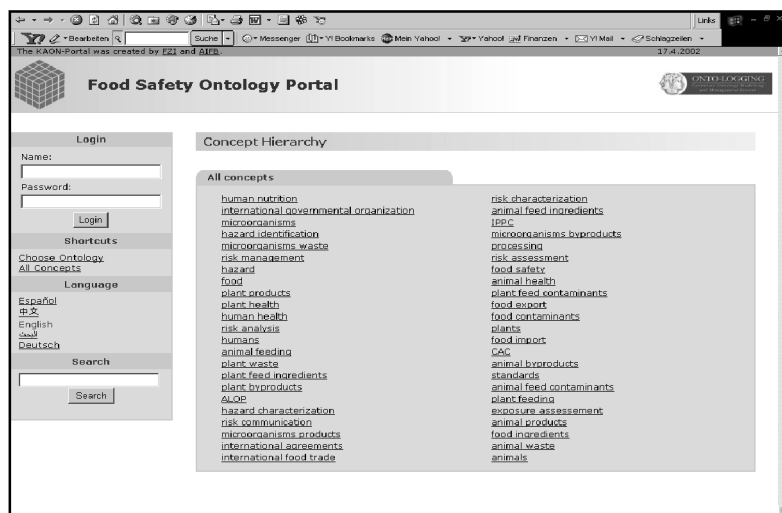 Links
Bearbeiten Suche Messenger Y! Bookmarks Mein Yahoo! Yahoo! Finanzen Y! Mail Schlagzeilen
The KAON-Portal was created by FZI and AIFB.
17.4.2002
Food Safety Ontology Portal
ONTO-LOGGING
Login
Name:
Password:
Login
Shortcuts
Choose Ontology
All Concepts
Language
Español
中文
English
البحث
Deutsch
Search
Search
Concept Hierarchy
All concepts
human nutrition
international governmental organization
microorganisms
hazard identification
microorganisms waste
risk management
hazard
food
plant products
plant health
human health
risk analysis
humans
animal feeding
plant waste
plant feed ingredients
plant byproducts
ALOP
hazard characterization
risk communication
microorganisms products
international agreements
international food trade
risk characterization
animal feed ingredients
IPPC
microorganisms byproducts
processing
risk assessment
food safety
animal health
plant feed contaminants
food export
food contaminants
plants
food import
CAC
animal byproducts
standards
animal feed contaminants
plant feeding
exposure assessement
animal products
food ingredients
animal waste
animals